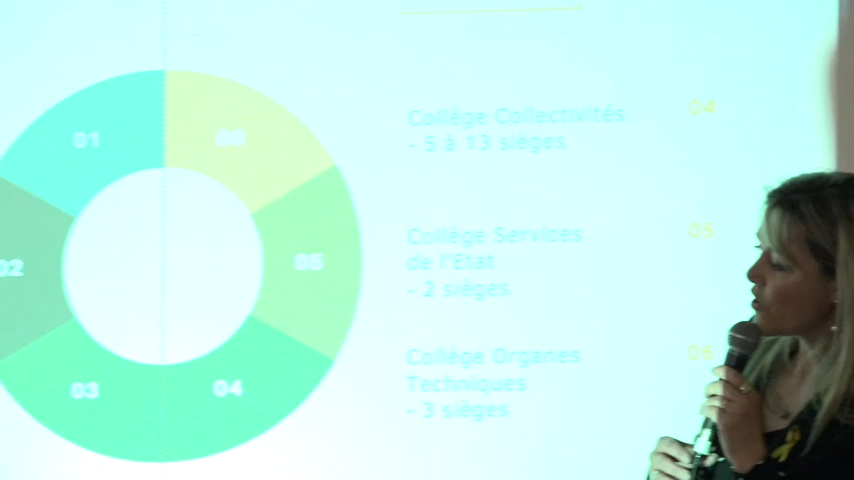 01
06
02
05
03
04
Collège Collectivités
- 5 à 13 sièges
04
Collège Services
de l'Etat
- 2 sièges
05
Collège Organes
Techniques
- 3 sièges
06